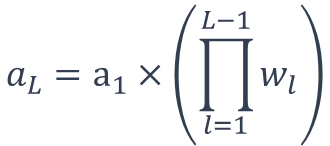 a_L = a_1 × ( ∏_{l=1}^{L−1} w_l )